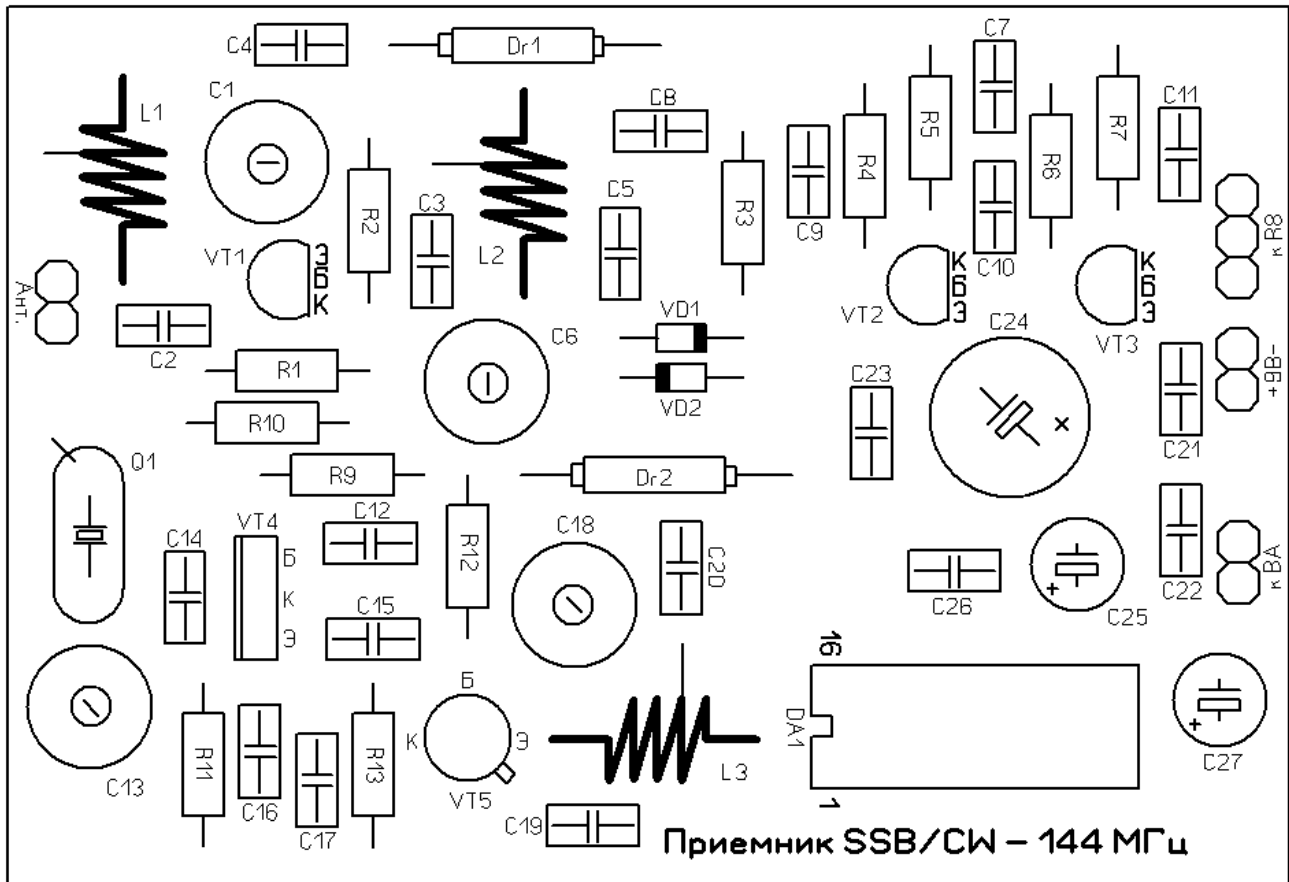 C4
Dr1
C7
C1
L1
C8
C11
R5
R7
R4
R6
R3
R2
C3
C5
C9
L2
C10
кR8
VT1
Э
Б
К
К
Б
Э
К
Б
Э
Ант.
VD1
VT2
C24
VT3
C2
C6
R1
VD2
C23
+9В-
R10
C21
Q1
R9
Dr2
C12
C18
VT4
C14
Б
R12
C20
К
кВА
C22
C15
Э
C26
C25
16
Б
DA1
К
Э
L3
R11
R13
C13
VT5
C27
C16
C17
C19
1
Приемник SSB/CW – 144 МГц